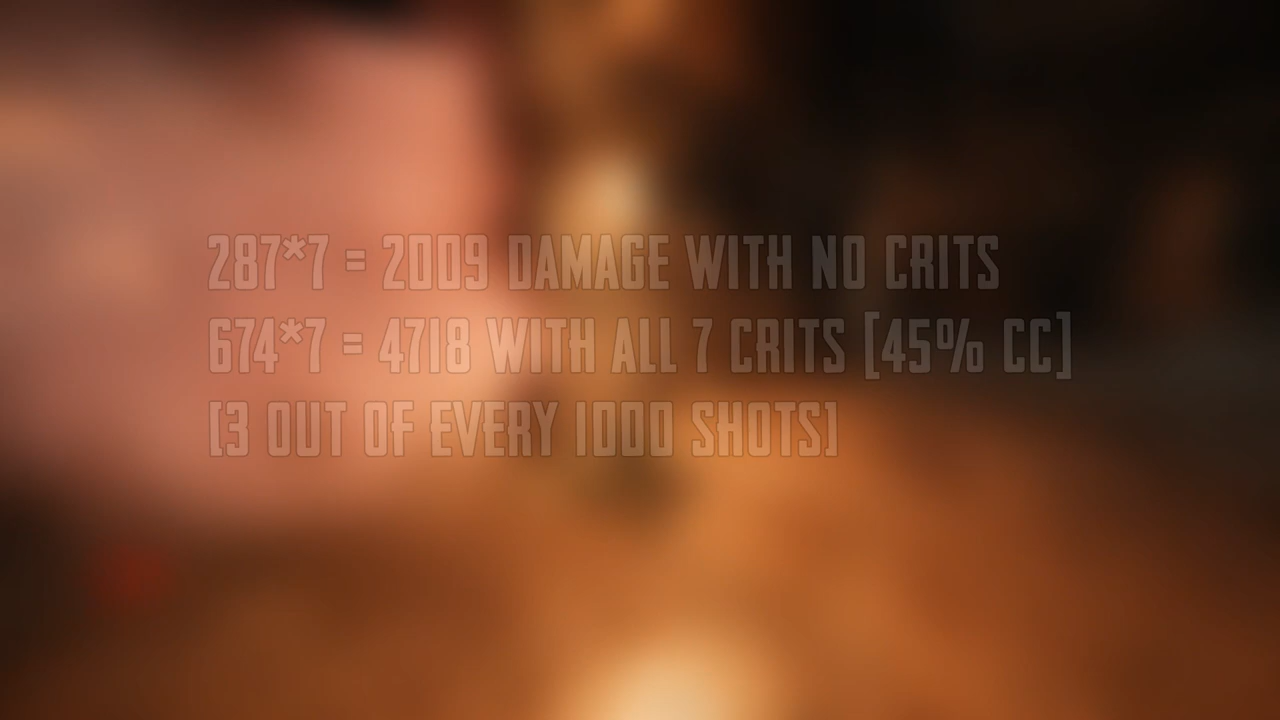 287*7 = 2009 DAMAGE WITH NO CRITS
674*7 = 4718 WITH ALL 7 CRITS [45% CC]
[3 OUT OF EVERY 1000 SHOTS]